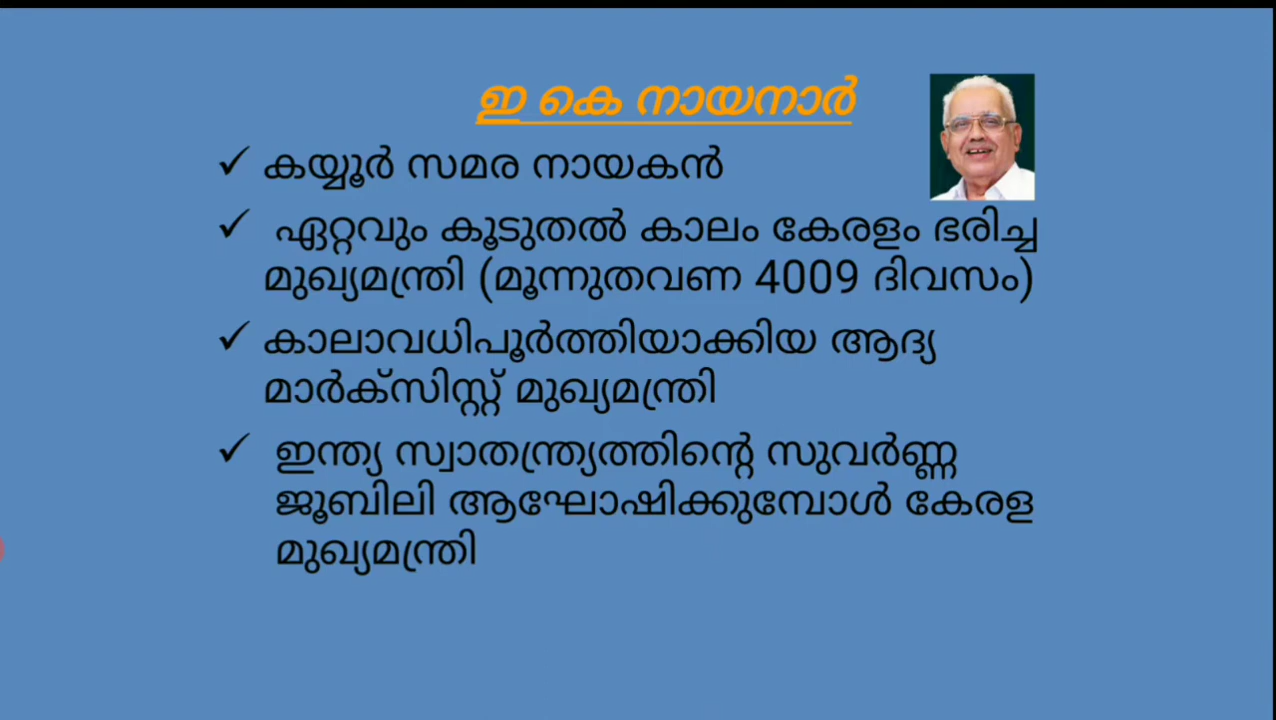 ഇ കെ നായനാർ
✓ കയ്യൂർ സമര നായകൻ
✓ ഏറ്റവും കൂടുതൽ കാലം കേരളം ഭരിച്ച
മുഖ്യമന്ത്രി (മൂന്നുതവണ 4009 ദിവസം)
✓ കാലാവധിപൂർത്തിയാക്കിയ ആദ്യ
മാർക്സിസ്റ്റ് മുഖ്യമന്ത്രി
✓ ഇന്ത്യ സ്വാതന്ത്ര്യത്തിന്റെ സുവർണ്ണ
ജൂബിലി ആഘോഷിക്കുമ്പോൾ കേരള
മുഖ്യമന്ത്രി